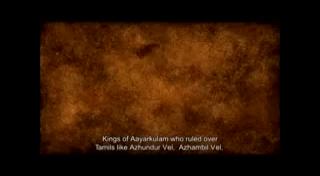 Kings of Aayarkulam who ruled over
Tamils like Azhundur Vel, Azhambil Vel,